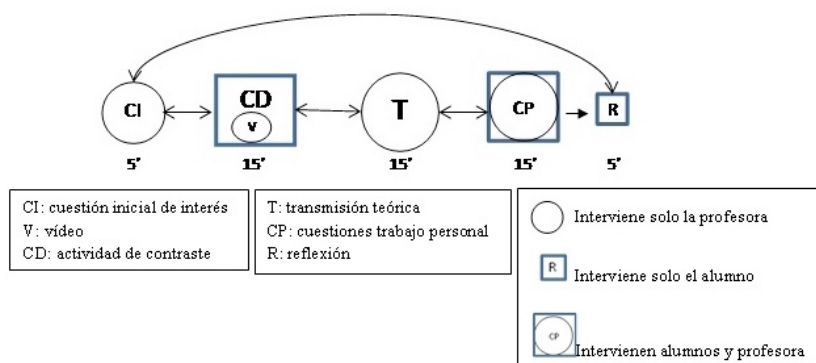 CI
CD
V
T
CP
R
5’
15’
15’
15’
5’
CI: cuestión inicial de interés
V: vídeo
CD: actividad de contraste
T: transmisión teórica
CP: cuestiones trabajo personal
R: reflexión
Interviene solo la profesora
R
Interviene solo el alumno
CP
Intervienen alumnos y profesora